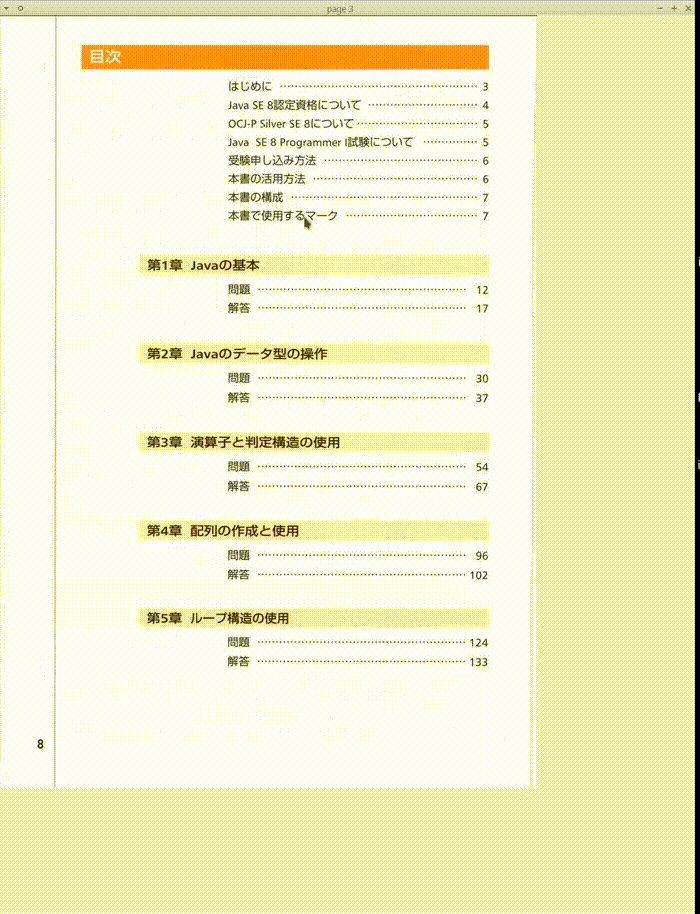 page 3
目次
はじめに 3
Java SE 8認定資格について 4
OCJ-P Silver SE 8について 5
Java SE 8 Programmer I試験について 5
受験申し込み方法 6
本書の活用方法 6
本書の構成 7
本書で使用するマーク 7
第1章 Javaの基本
問題 12
解答 17
第2章 Javaのデータ型の操作
問題 30
解答 37
第3章 演算子と判定構造の使用
問題 54
解答 67
第4章 配列の作成と使用
問題 96
解答 102
第5章 ループ構造の使用
問題 124
解答 133
8